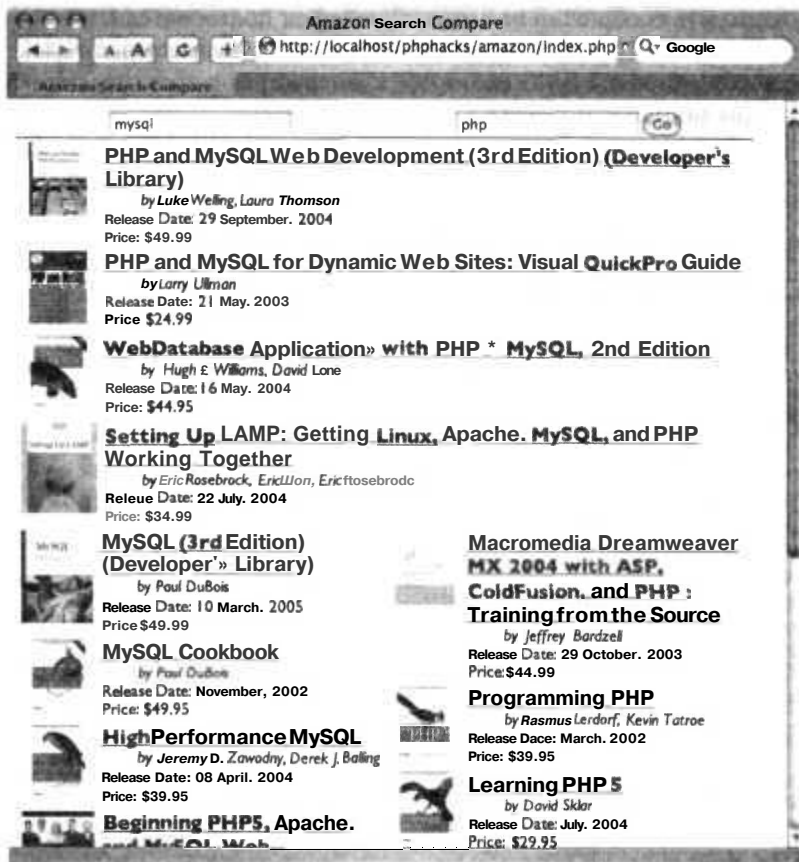 Amazon Search Compare
A A C + http://localhost/phphacks/amazon/index.php Q Google
Amazon Search Compare
mysql php Go
PHP and MySQL Web Development (3rd Edition) (Developer's
Library)
by Luke Welling, Laura Thomson
Release Date: 29 September. 2004
Price: $49.99
PHP and MySQL for Dynamic Web Sites: Visual QuickPro Guide
by Larry Ullman
Release Date: 21 May. 2003
Price $24.99
WebDatabase Application» with PHP * MySQL, 2nd Edition
by Hugh £ Williams, David Lone
Release Date: 16 May. 2004
Price: $44.95
Setting Up LAMP: Getting Linux, Apache. MySQL, and PHP
Working Together
by Eric Rosebrock, Eric Ulon, Eric ftosebrodc
Releue Date: 22 July. 2004
Price: $34.99
MySQL (3rd Edition)
(Developer'» Library)
by Paul DuBois
Release Date: 10 March. 2005
Price $49.99
MySQL Cookbook
by Paul DuBois
Release Date: November, 2002
Price: $49.95
High Performance MySQL
by Jeremy D. Zawodny, Derek J. Balling
Release Date: 08 April. 2004
Price: $39.95
Beginning PHP5, Apache.
and MySQL Web
Macromedia Dreamweaver
MX 2004 with ASP,
ColdFusion. and PHP :
Training from the Source
by Jeffrey Bardzell
Release Date: 29 October. 2003
Price: $44.99
Programming PHP
by Rasmus Lerdorf, Kevin Tatroe
Release Dace: March. 2002
Price: $39.95
Learning PHP 5
by David Sklar
Release Date: July. 2004
Price: $29.95